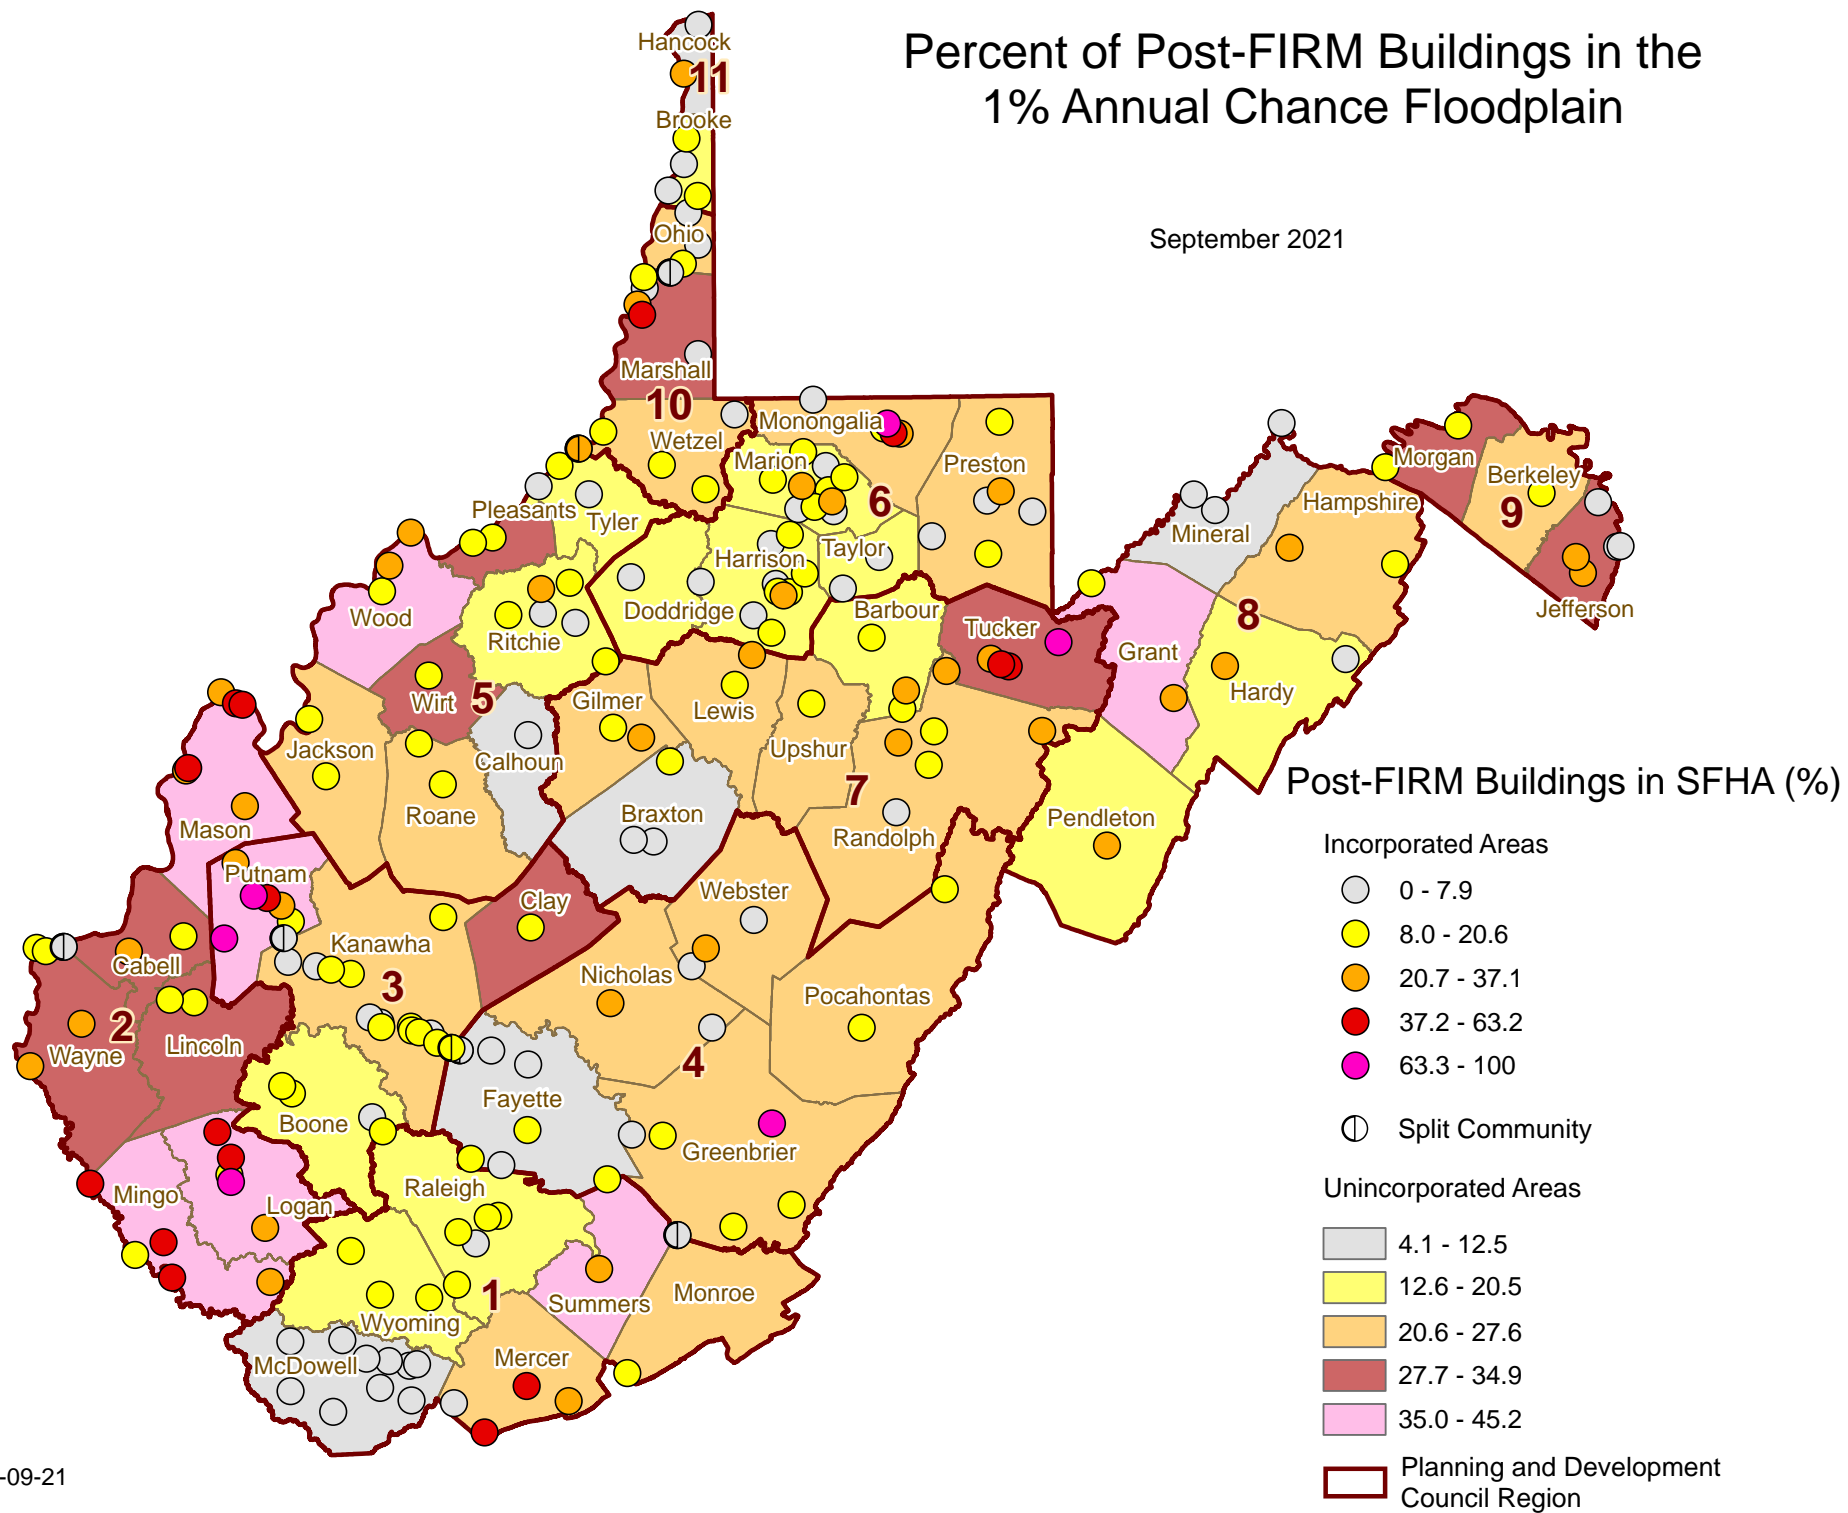 Percent of Post-FIRM Buildings in the
1% Annual Chance Floodplain
September 2021
Hancock
11
Brooke
Ohio
Marshall
10
Wetzel
Monongalia
Marion
Preston
6
Pleasants
Tyler
Harrison
Taylor
Doddridge
Ritchie
Wood
Barbour
Tucker
Mineral
Hampshire
Morgan
Berkeley
9
Jefferson
8
Grant
Hardy
Wirt
5
Gilmer
Lewis
Upshur
Jackson
Calhoun
Roane
Braxton
7
Randolph
Pendleton
Mason
Putnam
Clay
Webster
Kanawha
Cabell
3
Nicholas
Pocahontas
2
Wayne
Lincoln
4
Boone
Fayette
Greenbrier
Mingo
Logan
Raleigh
1
Summers
Monroe
Wyoming
McDowell
Mercer
Post-FIRM Buildings in SFHA (%)
Incorporated Areas
0 - 7.9
8.0 - 20.6
20.7 - 37.1
37.2 - 63.2
63.3 - 100
Split Community
Unincorporated Areas
4.1 - 12.5
12.6 - 20.5
20.6 - 27.6
27.7 - 34.9
35.0 - 45.2
Planning and Development
Council Region
-09-21